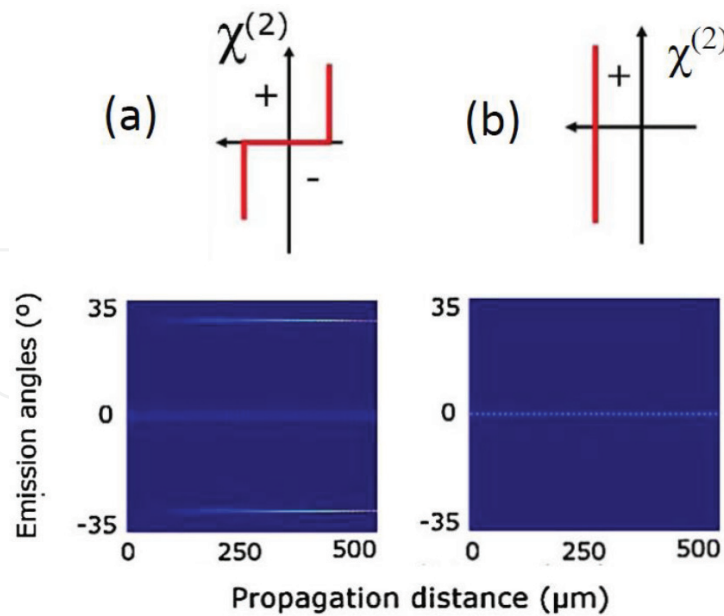 χ(2)
+
(a)
-
χ(2)
+
(b)
Emission angles (º)
35
0
-35
0
250
500
35
0
-35
0
250
500
Propagation distance (μm)